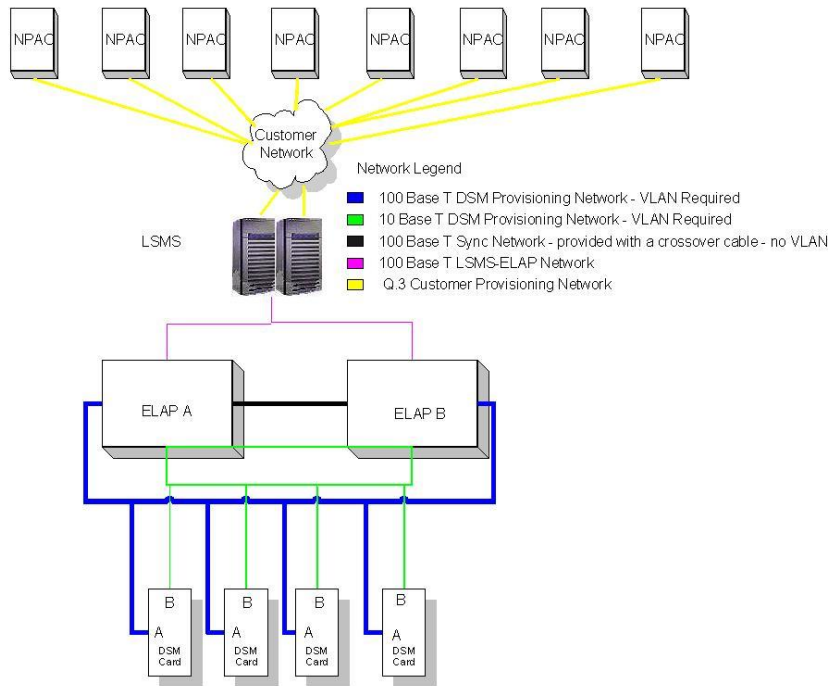 NPAC NPAC NPAC NPAC NPAC NPAC NPAC NPAC
Customer
Network
Network Legend
100 Base T DSM Provisioning Network - VLAN Required
10 Base T DSM Provisioning Network - VLAN Required
100 Base T Sync Network - provided with a crossover cable - no VLAN
100 Base T LSMS-ELAP Network
Q.3 Customer Provisioning Network
LSMS
ELAP A
ELAP B
B
A
DSM
Card
B
A
DSM
Card
B
A
DSM
Card
B
A
DSM
Card